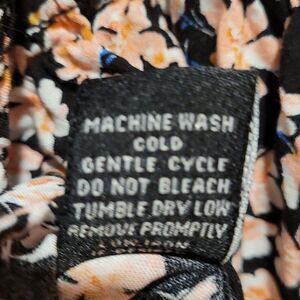 MACHINE WASH
COLD
GENTLE CYCLE
DO NOT BLEACH
TUMBLE DRY LOW
REMOVE PROMPTLY